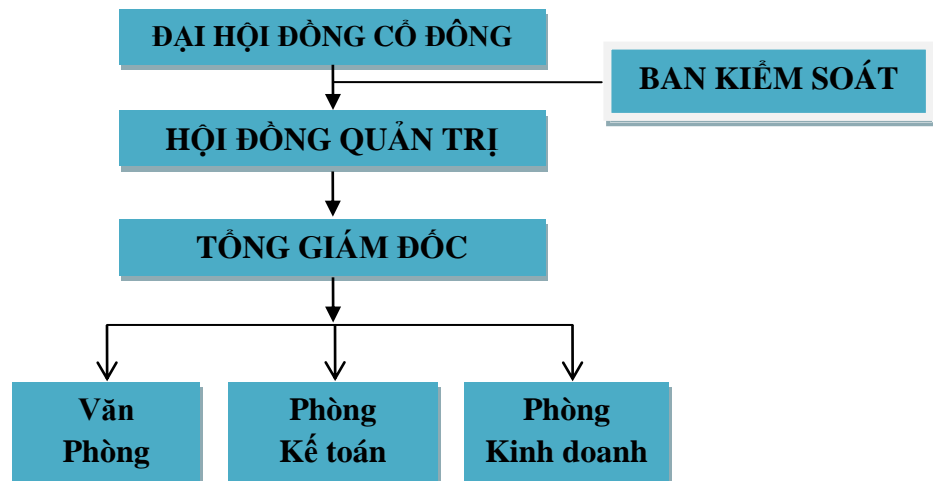 ĐẠI HỘI ĐỒNG CỔ ĐÔNG
BAN KIỂM SOÁT
HỘI ĐỒNG QUẢN TRỊ
TỔNG GIÁM ĐỐC
Văn
Phòng
Phòng
Kế toán
Phòng
Kinh doanh